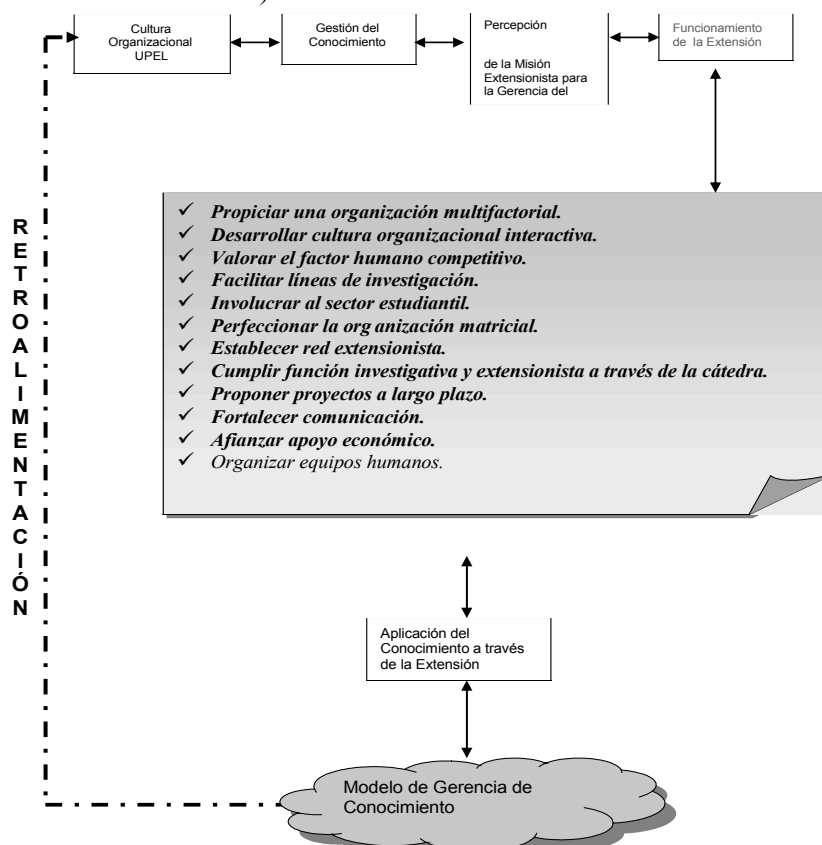 )
Cultura
Organizacional
UPEL
Gestión del
Conocimiento
Percepción
de la Misión
Extensionista para
la Gerencia del
Funcionamiento
de la Extensión
RETROALIMENTACIÓN
✓ Propiciar una organización multifactorial.
✓ Desarrollar cultura organizacional interactiva.
✓ Valorar el factor humano competitivo.
✓ Facilitar líneas de investigación.
✓ Involucrar al sector estudiantil.
✓ Perfeccionar la org anización matricial.
✓ Establecer red extensionista.
✓ Cumplir función investigativa y extensionista a través de la cátedra.
✓ Proponer proyectos a largo plazo.
✓ Fortalecer comunicación.
✓ Afianzar apoyo económico.
✓ Organizar equipos humanos.
Aplicación del
Conocimiento a través
de la Extensión
Modelo de Gerencia de
Conocimiento